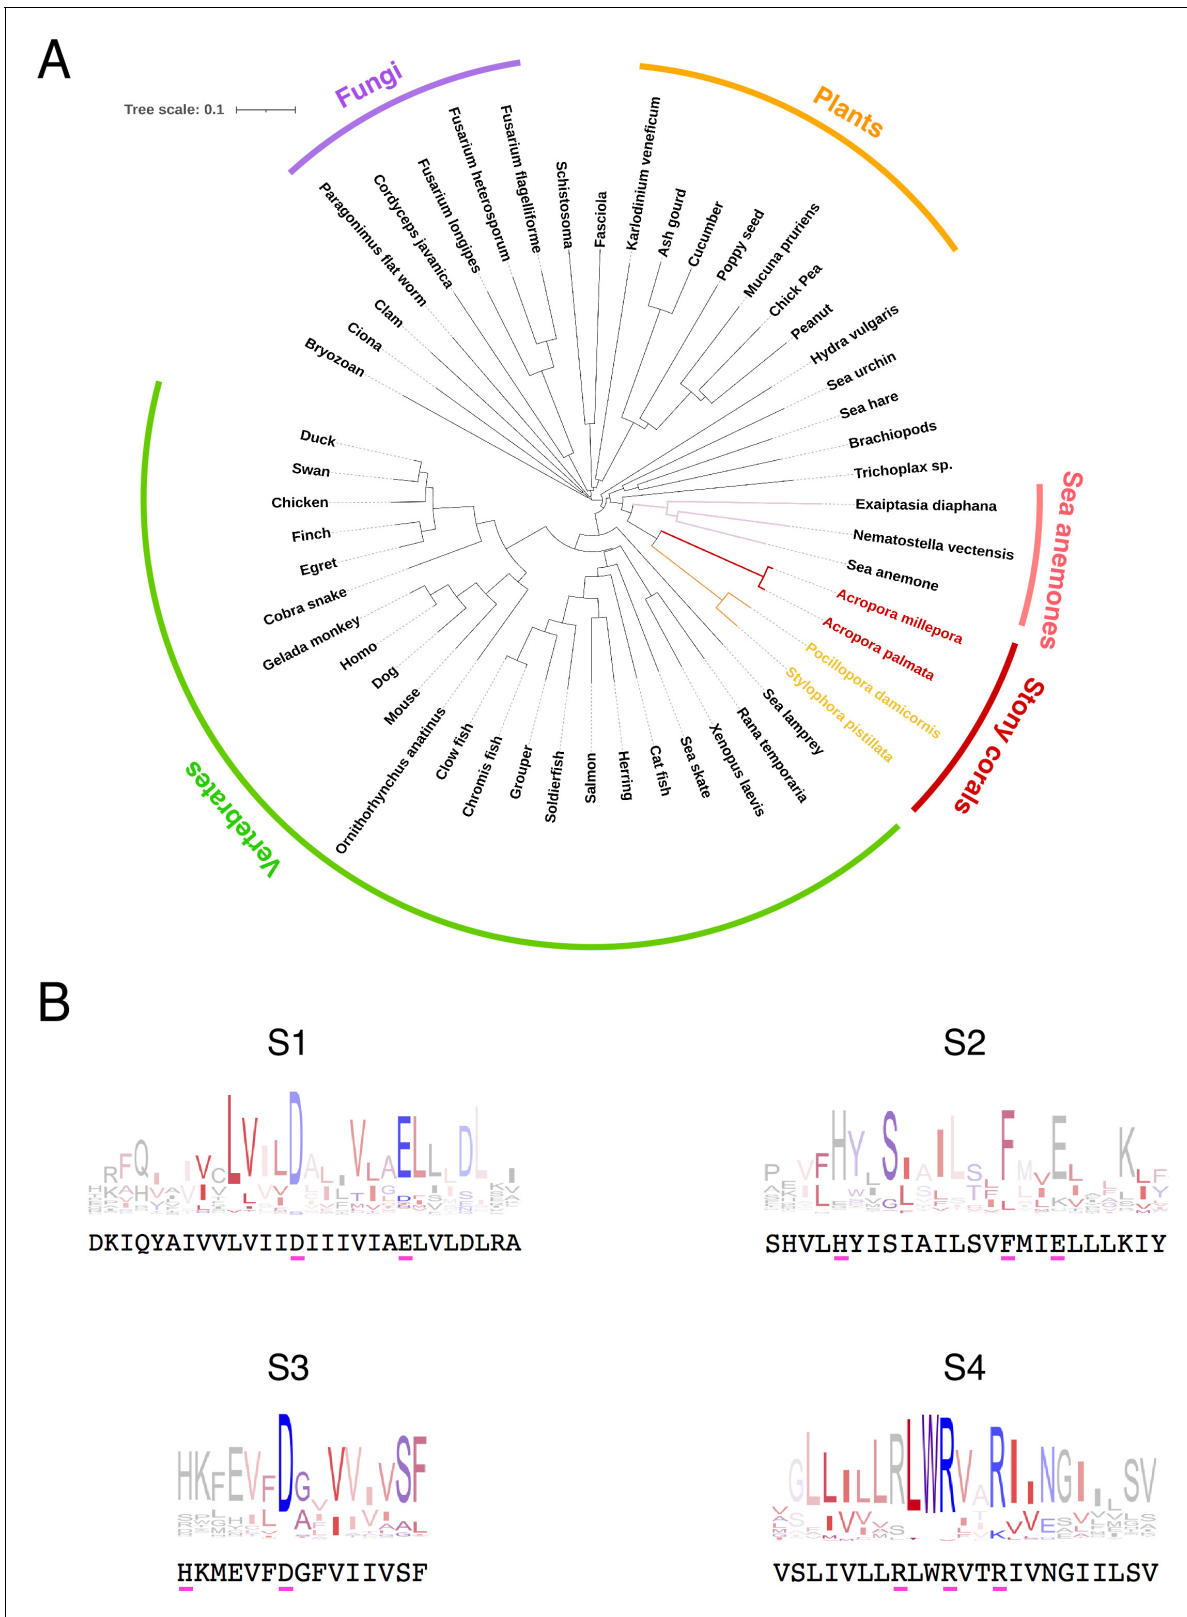 A
Fungi
Plants
Tree scale: 0.1
Karlodinium veneficum
Fusarium flagelliforme
Fusarium heterosporum
Fusarium longipes
Schistosoma
Fasciola
Ash gourd
Cucumber
Poppy seed
Mucuna pruriens
Cordyceps javanica
Paragonimus flat worm
Chick Pea
Clam
Peanut
Ciona
Hydra vulgaris
Bryozoan
Sea urchin
Sea hare
Duck
Brachiopods
Swan
Trichoplax sp.
Chicken
Exaiptasia diaphana
Sea anemones
Finch
Nematostella vectensis
Egret
Sea anemone
Cobra snake
Acropora millepora
Gelada monkey
Acropora palmata
Homo
Pocillopora damicornis
Dog
Stylophora pistillata
Stony corals
Mouse
Sea lamprey
Ornithorhynchus anatinus
Rana temporaria
Clow fish
Xenopus laevis
Chromis fish
Sea skate
Grouper
Cat fish
Soldierfish
Herring
Salmon
Vertebrates
B
S1
S2
DKIQYAIVVLVIIDIIIVIAELVLDLRA
SHVLHYISIAILSVFMIELLLKIY
S3
S4
HKMEVFDGFVIIVSF
VSLIVLLRLWRVTRIVNGIILSV